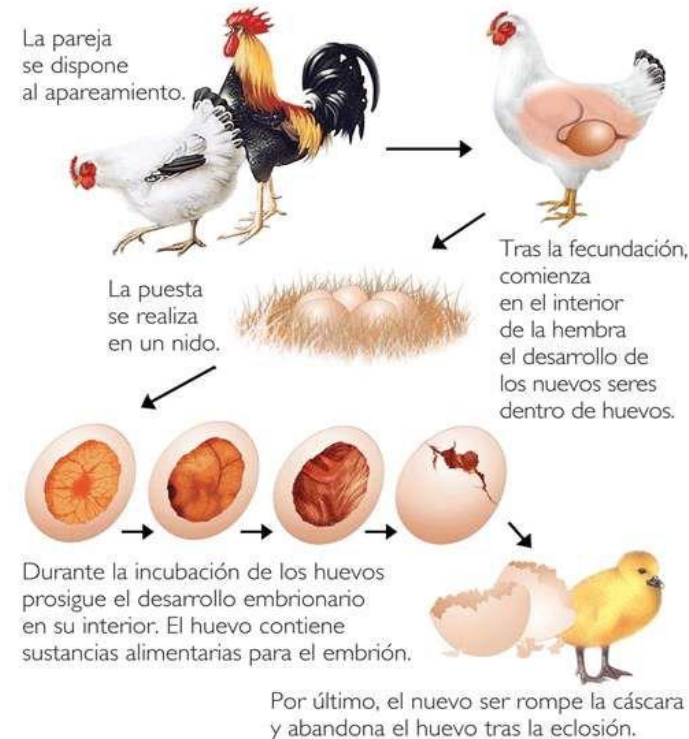 La pareja
se dispone
al apareamiento.
Tras la fecundación,
comienza
en el interior
de la hembra
el desarrollo de
los nuevos seres
dentro de huevos.
La puesta
se realiza
en un nido.
Durante la incubación de los huevos
prosigue el desarrollo embrionario
en su interior. El huevo contiene
sustancias alimentarias para el embrión.
Por último, el nuevo ser rompe la cáscara
y abandona el huevo tras la eclosión.